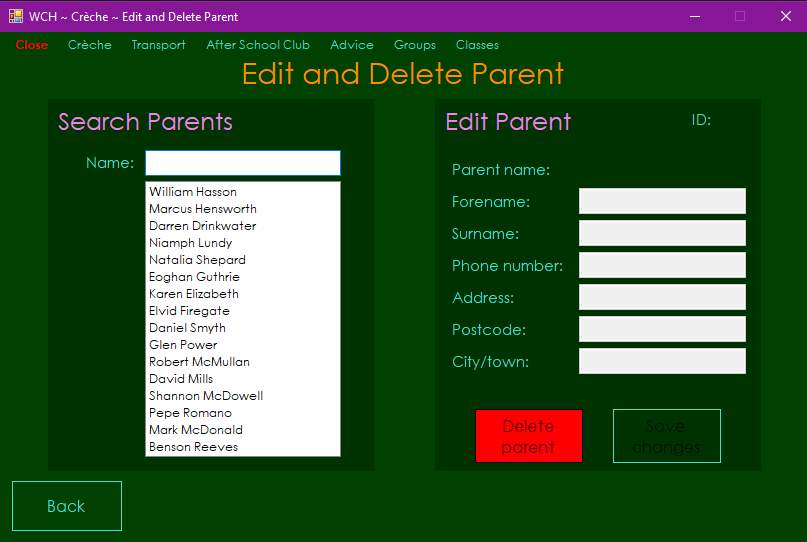 WCH ~ Crèche ~ Edit and Delete Parent
Close Crèche Transport After School Club Advice Groups Classes
Edit and Delete Parent
Search Parents
Name:
William Hasson
Marcus Hensworth
Darren Drinkwater
Niamph Lundy
Natalia Shepard
Eoghan Guthrie
Karen Elizabeth
Elvid Firegate
Daniel Smyth
Glen Power
Robert McMullan
David Mills
Shannon McDowell
Pepe Romano
Mark McDonald
Benson Reeves
Edit Parent
ID:
Parent name:
Forename:
Surname:
Phone number:
Address:
Postcode:
City/town:
Delete
parent
Save
changes
Back